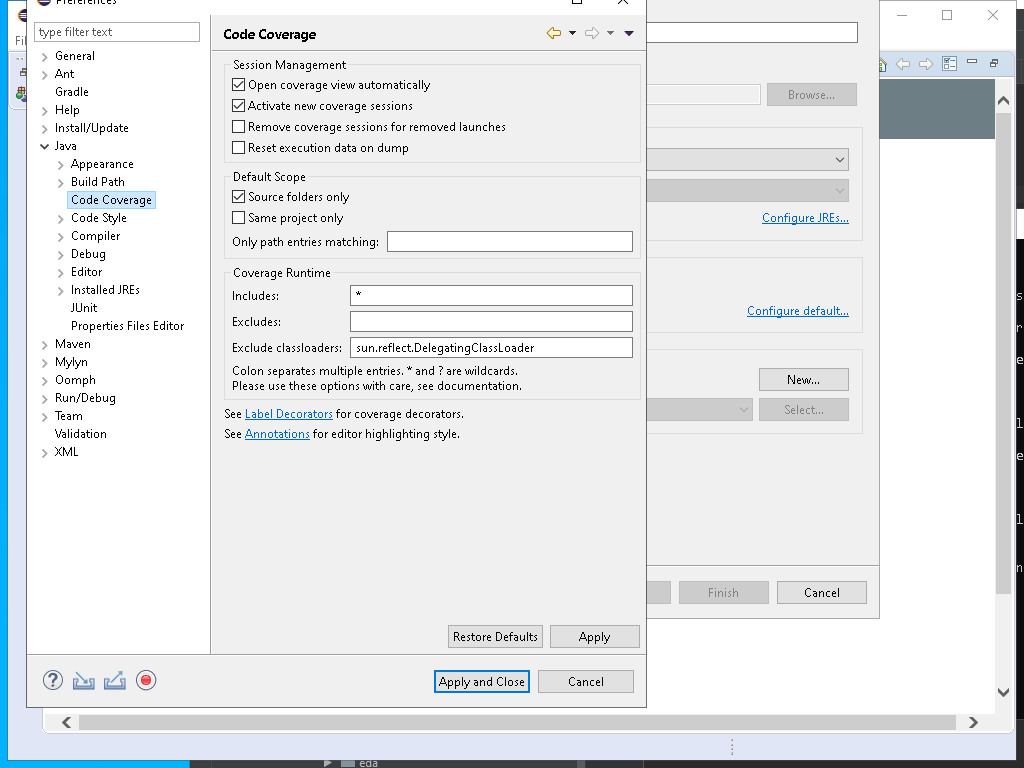 Preferences
Fil
type filter text
General
Ant
Gradle
Help
Install/Update
Java
Appearance
Build Path
Code Coverage
Code Style
Compiler
Debug
Editor
Installed JREs
JUnit
Properties Files Editor
Maven
Mylyn
Oomph
Run/Debug
Team
Validation
XML
Code Coverage
Session Management
Open coverage view automatically
Activate new coverage sessions
Remove coverage sessions for removed launches
Reset execution data on dump
Default Scope
Source folders only
Same project only
Only path entries matching:
Coverage Runtime
Includes: *
Excludes:
Exclude classloaders: sun.reflect.DelegatingClassLoader
Colon separates multiple entries. * and ? are wildcards.
Please use these options with care, see documentation.
See Label Decorators for coverage decorators.
See Annotations for editor highlighting style.
Restore Defaults Apply
Apply and Close Cancel
Browse...
Configure JREs...
Configure default...
New...
Select...
Finish Cancel
eda